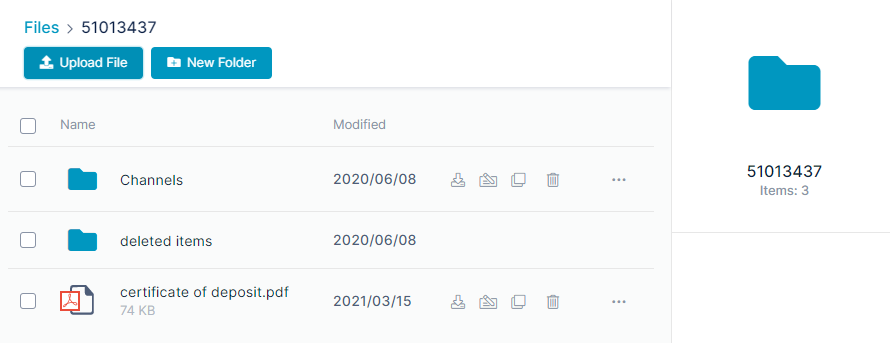 Files > 51013437
Upload File New Folder
Name Modified
51013437
Items: 3
Channels 2020/06/08
deleted items 2020/06/08
certificate of deposit.pdf 2021/03/15
74 KB